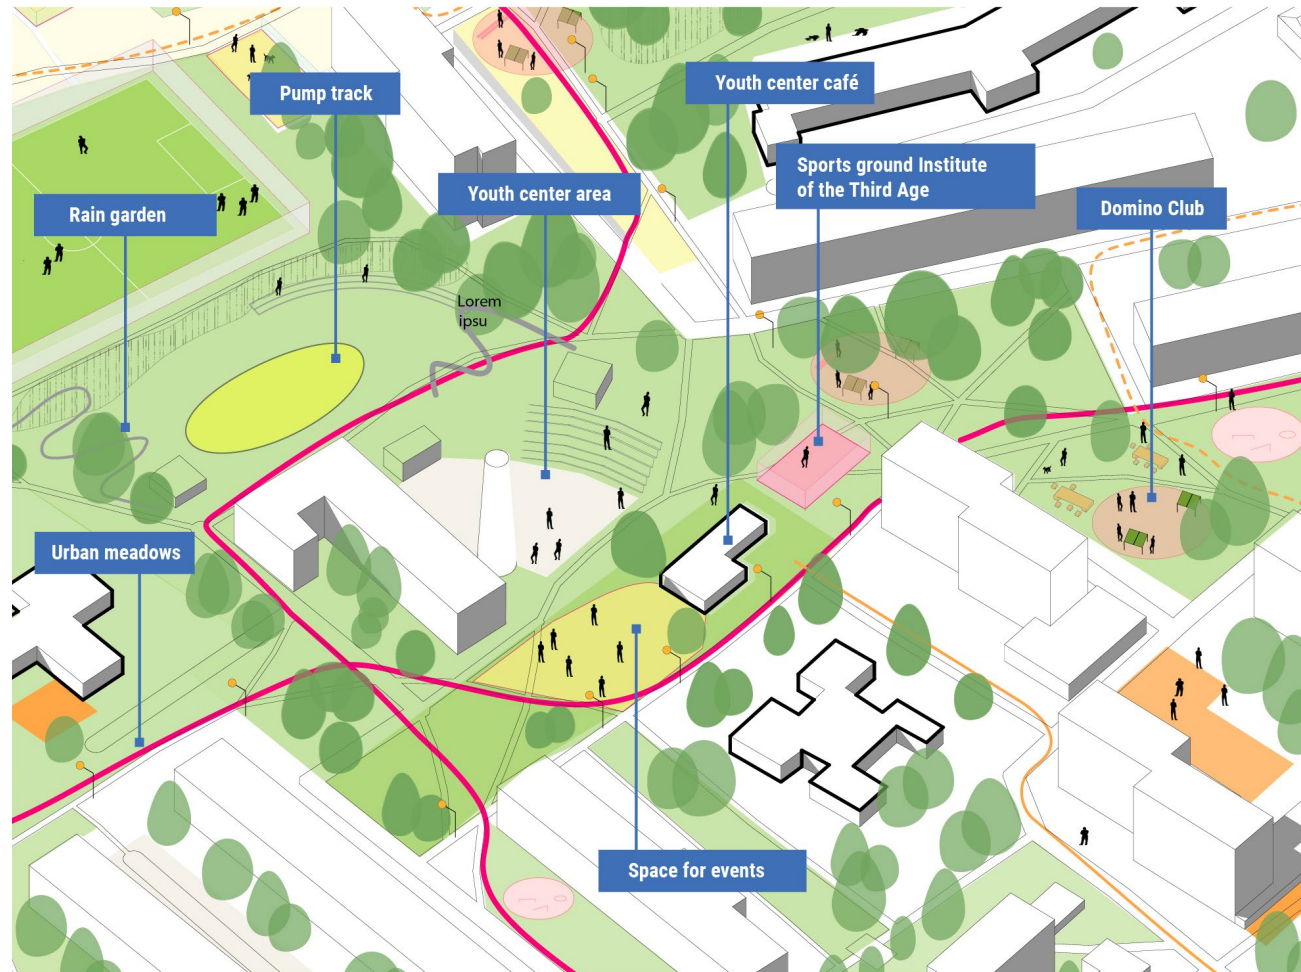 Pump track
Youth center café
Sports ground Institute
of the Third Age
Youth center area
Rain garden
Domino Club
Lorem
ipsu
Urban meadows
Space for events